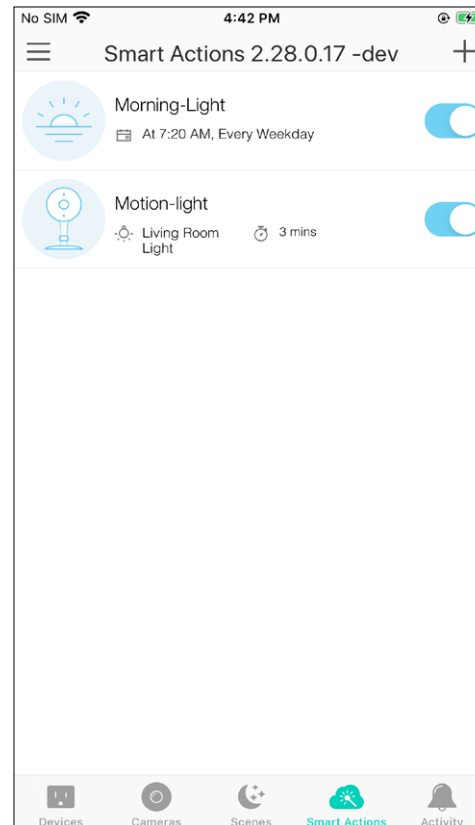 No SIM 4:42 PM
Smart Actions 2.28.0.17 -dev
Morning-Light
At 7:20 AM, Every Weekday
Motion-light
Living Room 3 mins
Light
Devices Cameras Scenes Smart Actions Activity